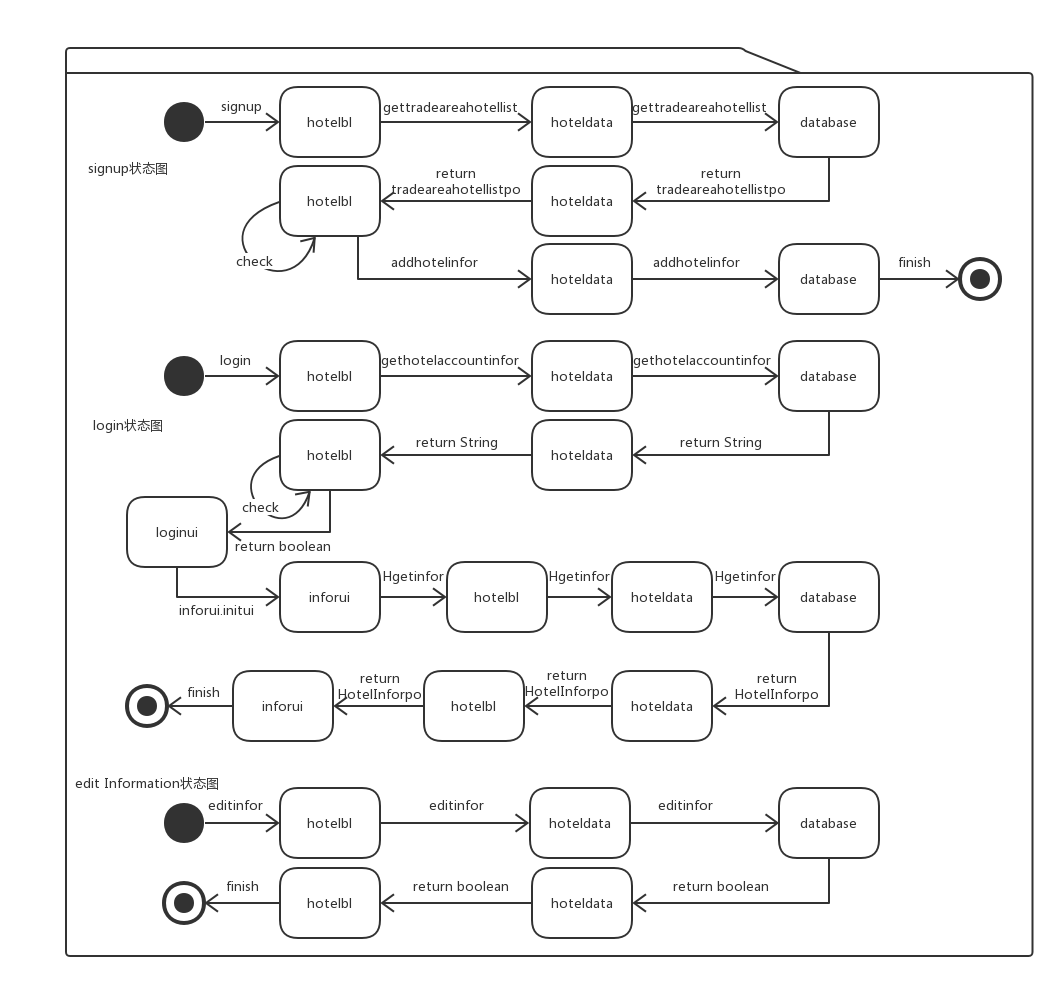 signup
hotelbl
gettradeareahotellist
hoteldata
gettradeareahotellist
database
signup状态图
hotelbl
return
tradeareahotellistpo
hoteldata
return
tradeareahotellistpo
check
addhotelinfor
hoteldata
addhotelinfor
database
finish
login
hotelbl
gethotelaccountinfor
hoteldata
gethotelaccountinfor
database
login状态图
hotelbl
return String
hoteldata
return String
check
loginui
return boolean
inforui.initui
inforui
Hgetinfor
hotelbl
Hgetinfor
hoteldata
Hgetinfor
database
finish
inforui
return
HotelInforpo
hotelbl
return
HotelInforpo
hoteldata
return
HotelInforpo
edit Information状态图
editinfor
hotelbl
editinfor
hoteldata
editinfor
database
finish
hotelbl
return boolean
hoteldata
return boolean